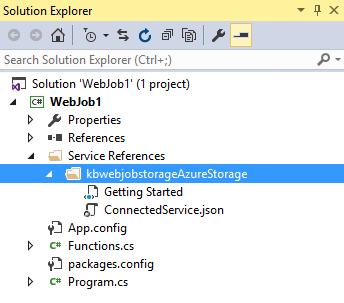 Solution Explorer
Search Solution Explorer (Ctrl+;)
Solution 'WebJob1' (1 project)
C# WebJob1
Properties
References
Service References
kbwebjobstorageAzureStorage
Getting Started
ConnectedService.json
App.config
C# Functions.cs
packages.config
C# Program.cs